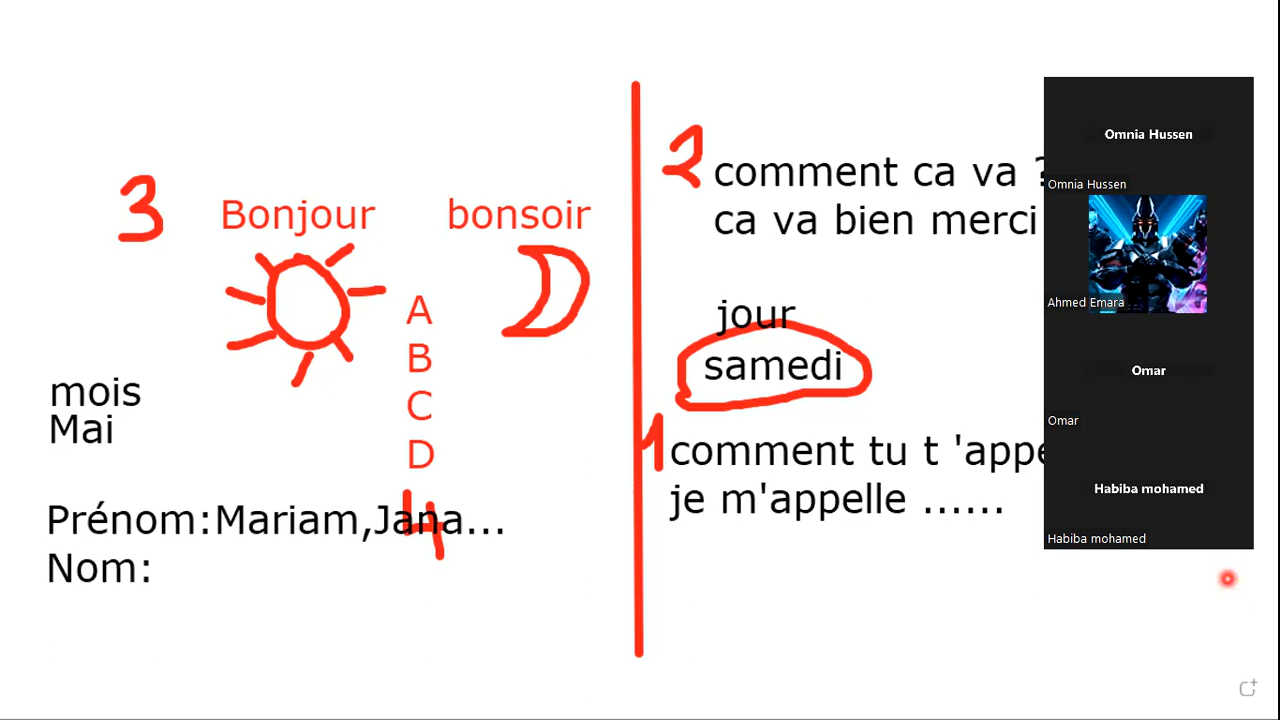 3
Bonjour bonsoir
A
B
C
D
mois
Mai
4
Prénom:Mariam,Jana...
Nom:
2
comment ca va ?
ca va bien merci
jour
samedi
1
comment tu t 'appe
je m'appelle ......
Omnia Hussen
Omnia Hussen
Ahmed Emara
Omar
Omar
Habiba mohamed
Habiba mohamed